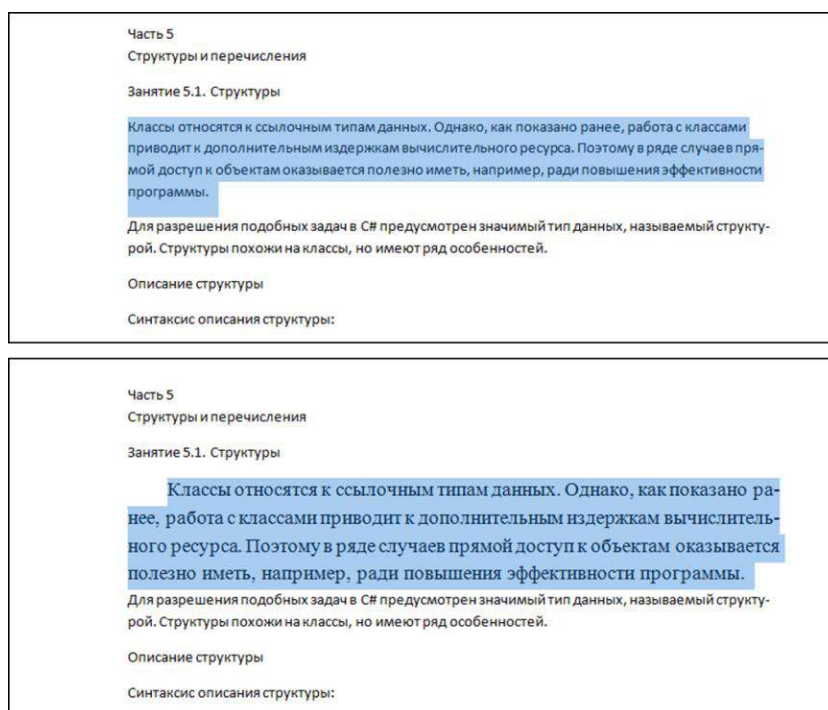 Часть 5
Структуры и перечисления
Занятие 5.1. Структуры
Классы относятся к ссылочным типам данных. Однако, как показано ранее, работа с классами
приводит к дополнительным издержкам вычислительного ресурса. Поэтому в ряде случаев пря-
мой доступ к объектам оказывается полезно иметь, например, ради повышения эффективности
программы.
Для разрешения подобных задач в C# предусмотрен значимый тип данных, называемый структу-
рой. Структуры похожи на классы, но имеют ряд особенностей.
Описание структуры
Синтаксис описания структуры:
Часть 5
Структуры и перечисления
Занятие 5.1. Структуры
Классы относятся к ссылочным типам данных. Однако, как показано ра-
нее, работа с классами приводит к дополнительным издержкам вычислитель-
ного ресурса. Поэтому в ряде случаев прямой доступ к объектам оказывается
полезно иметь, например, ради повышения эффективности программы.
Для разрешения подобных задач в C# предусмотрен значимый тип данных, называемый структу-
рой. Структуры похожи на классы, но имеют ряд особенностей.
Описание структуры
Синтаксис описания структуры: